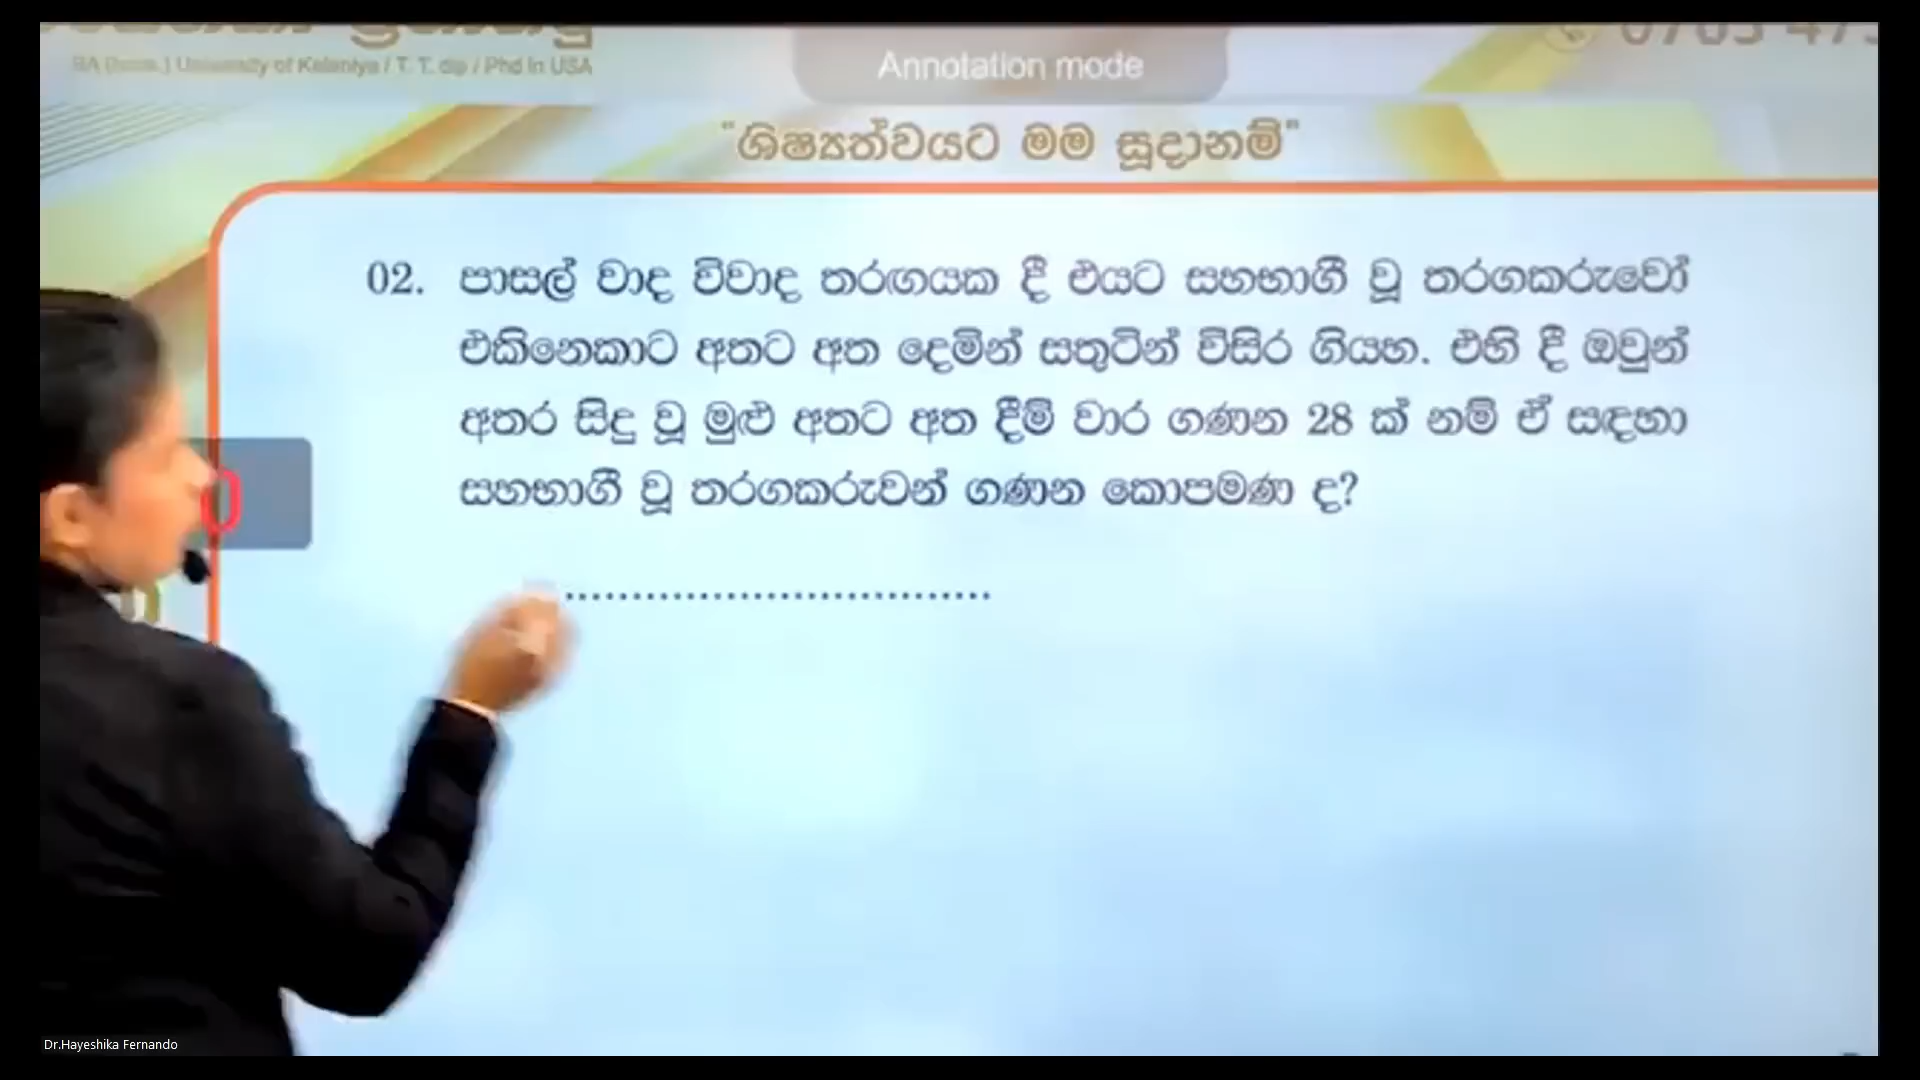 BA (hons.) University of Kelaniya / T. T. dip / Phd in USA
Annotation mode
"ශිෂ්‍යත්වයට මම සූදානම්"
02. පාසල් වාද විවාද තරඟයක දී එයට සහභාගී වූ තරගකරුවෝ
එකිනෙකාට අතට අත දෙමින් සතුටින් විසිර ගියහ. එහි දී ඔවුන්
අතර සිදු වූ මුළු අතට අත දීම් වාර ගණන 28 ක් නම් ඒ සඳහා
සහභාගී වූ තරගකරුවන් ගණන කොපමණ ද?
Dr.Hayeshika Fernando